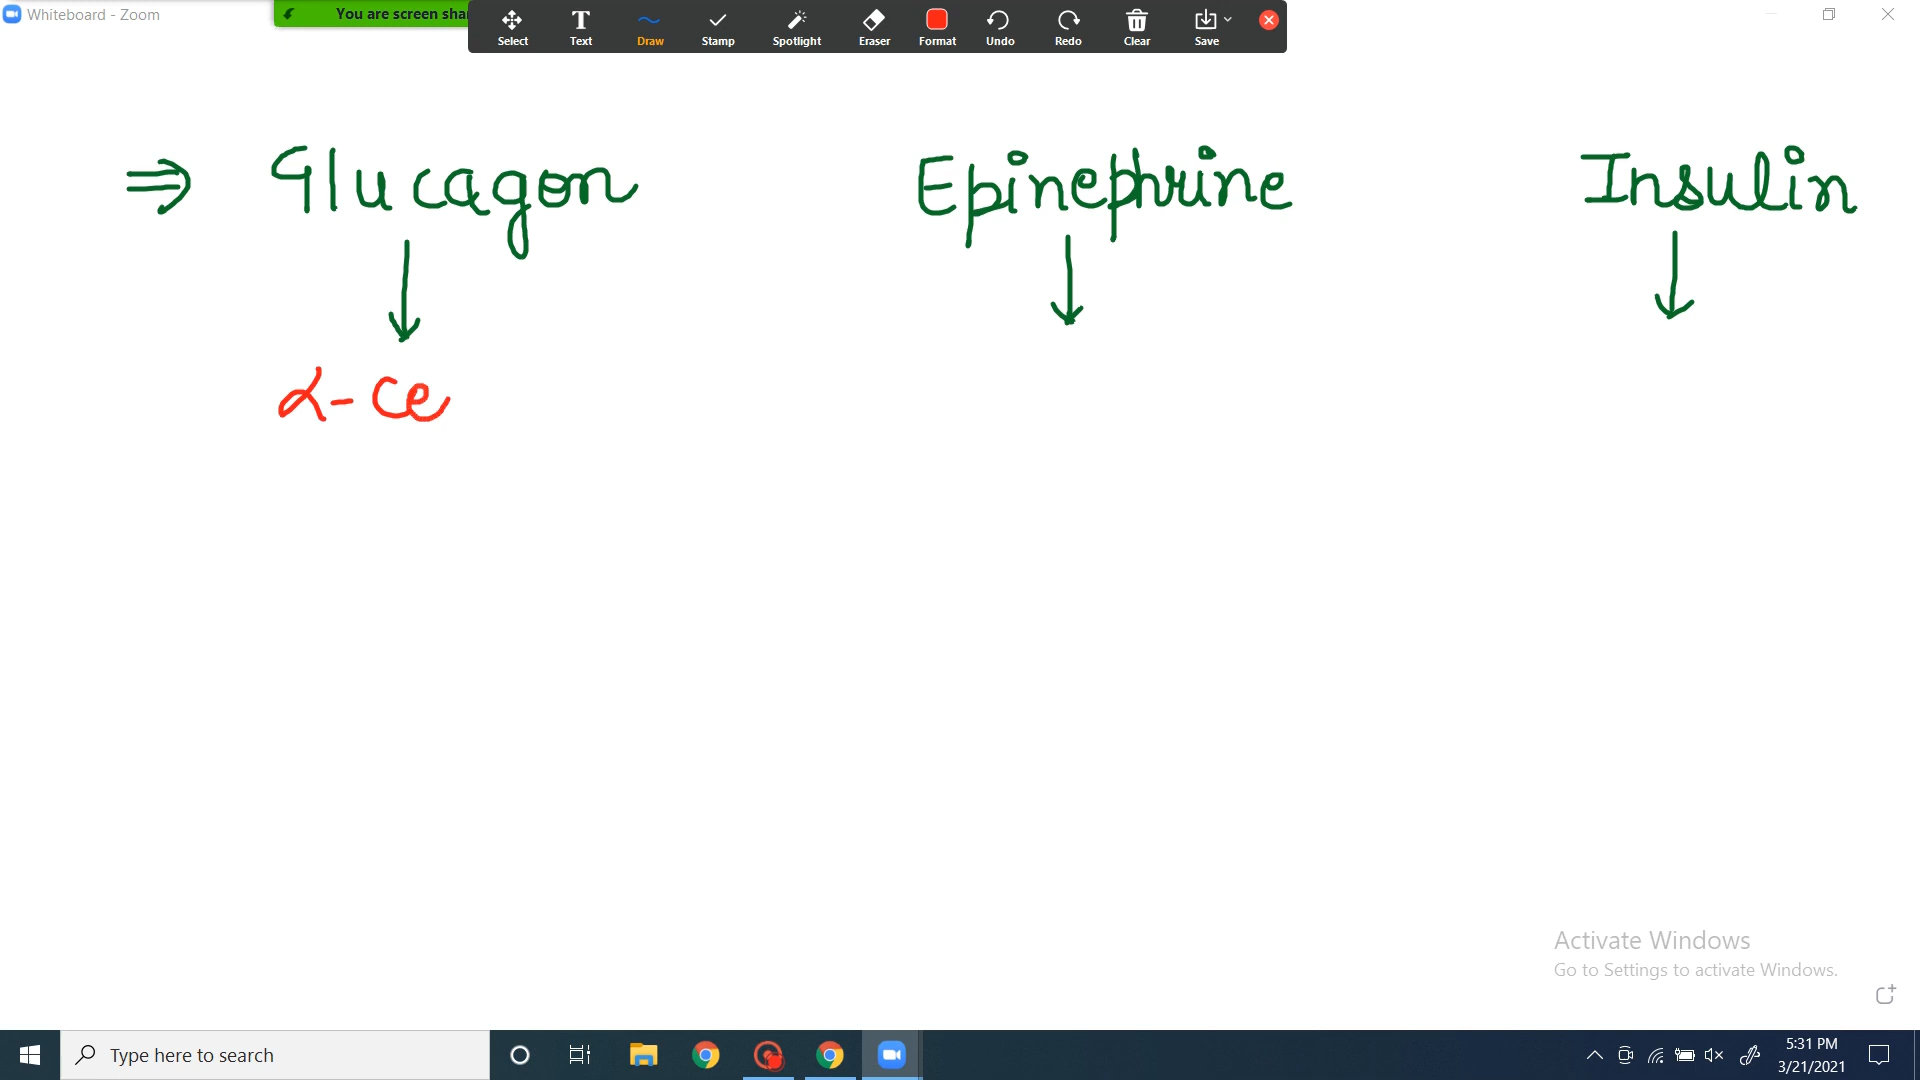 Whiteboard - Zoom
You are screen sha
Select Text Draw Stamp Spotlight Eraser Format Undo Redo Clear Save
⇒ Glucagon Epinephrine Insulin
α-Ce
Activate Windows
Go to Settings to activate Windows.
Type here to search
5:31 PM
3/21/2021